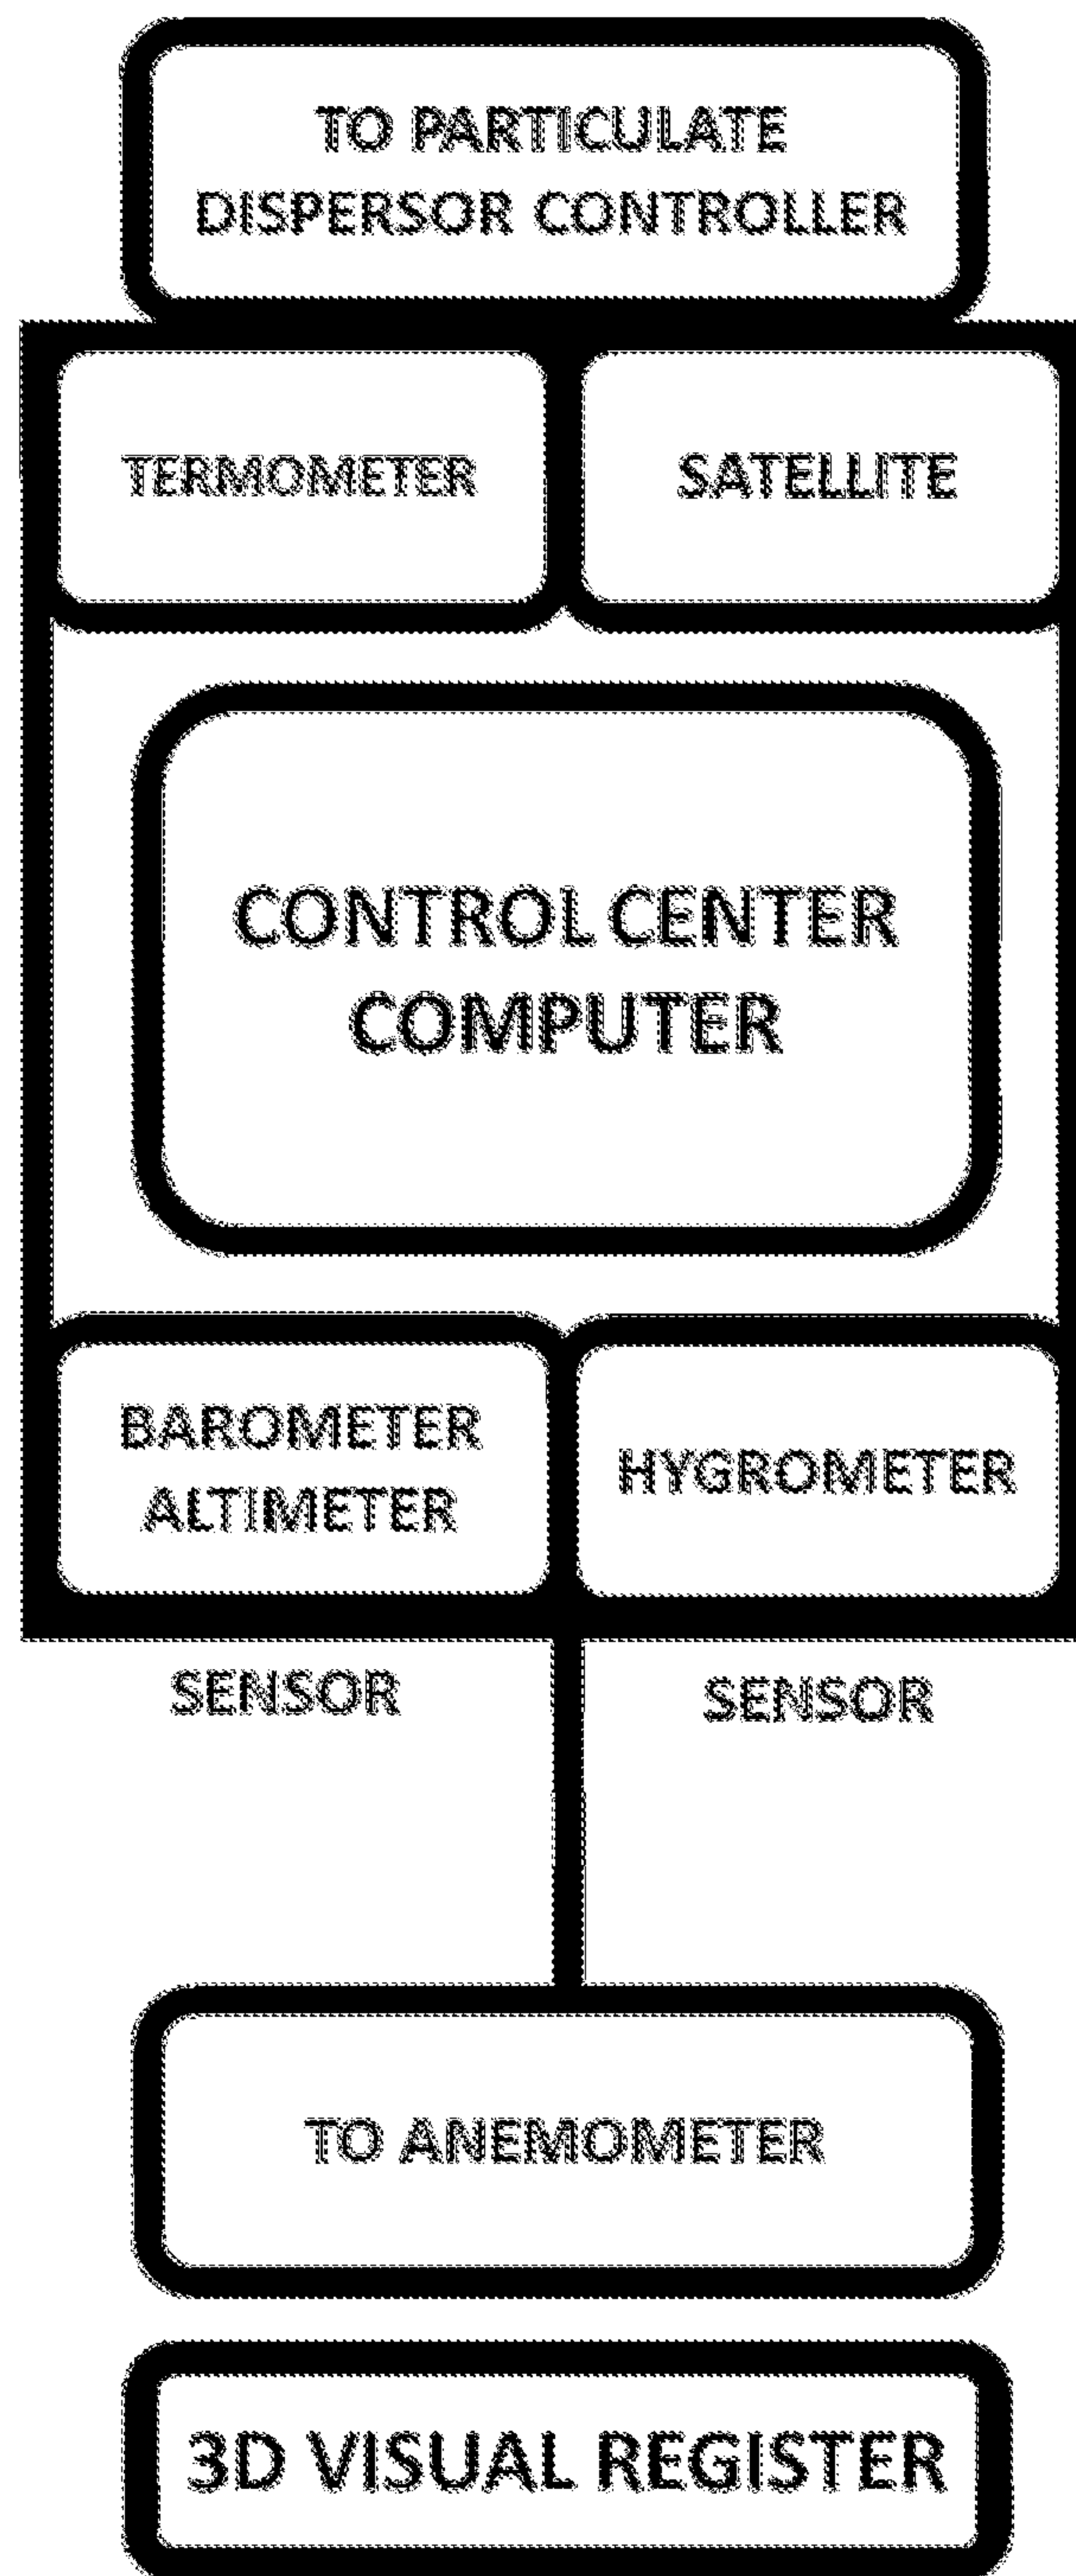 TO PARTICULATE
DISPERSOR CONTROLLER
TERMOMETER
SATELLITE
CONTROL CENTER
COMPUTER
BAROMETER
ALTIMETER
HYGROMETER
SENSOR
SENSOR
TO ANEMOMETER
3D VISUAL REGISTER